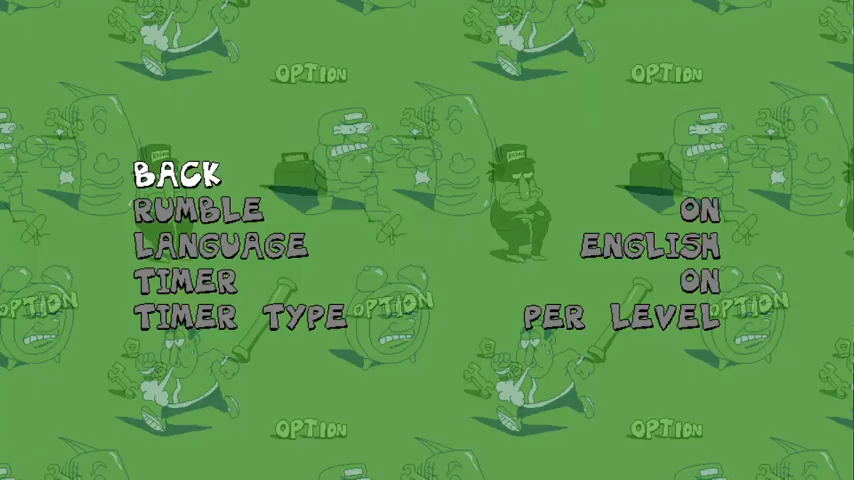 OPTION OPTION
BACK
RUMBLE ON
LANGUAGE ENGLISH
TIMER ON
OPTION OPTION OPTION
TIMER TYPE PER LEVEL
OPTION OPTION